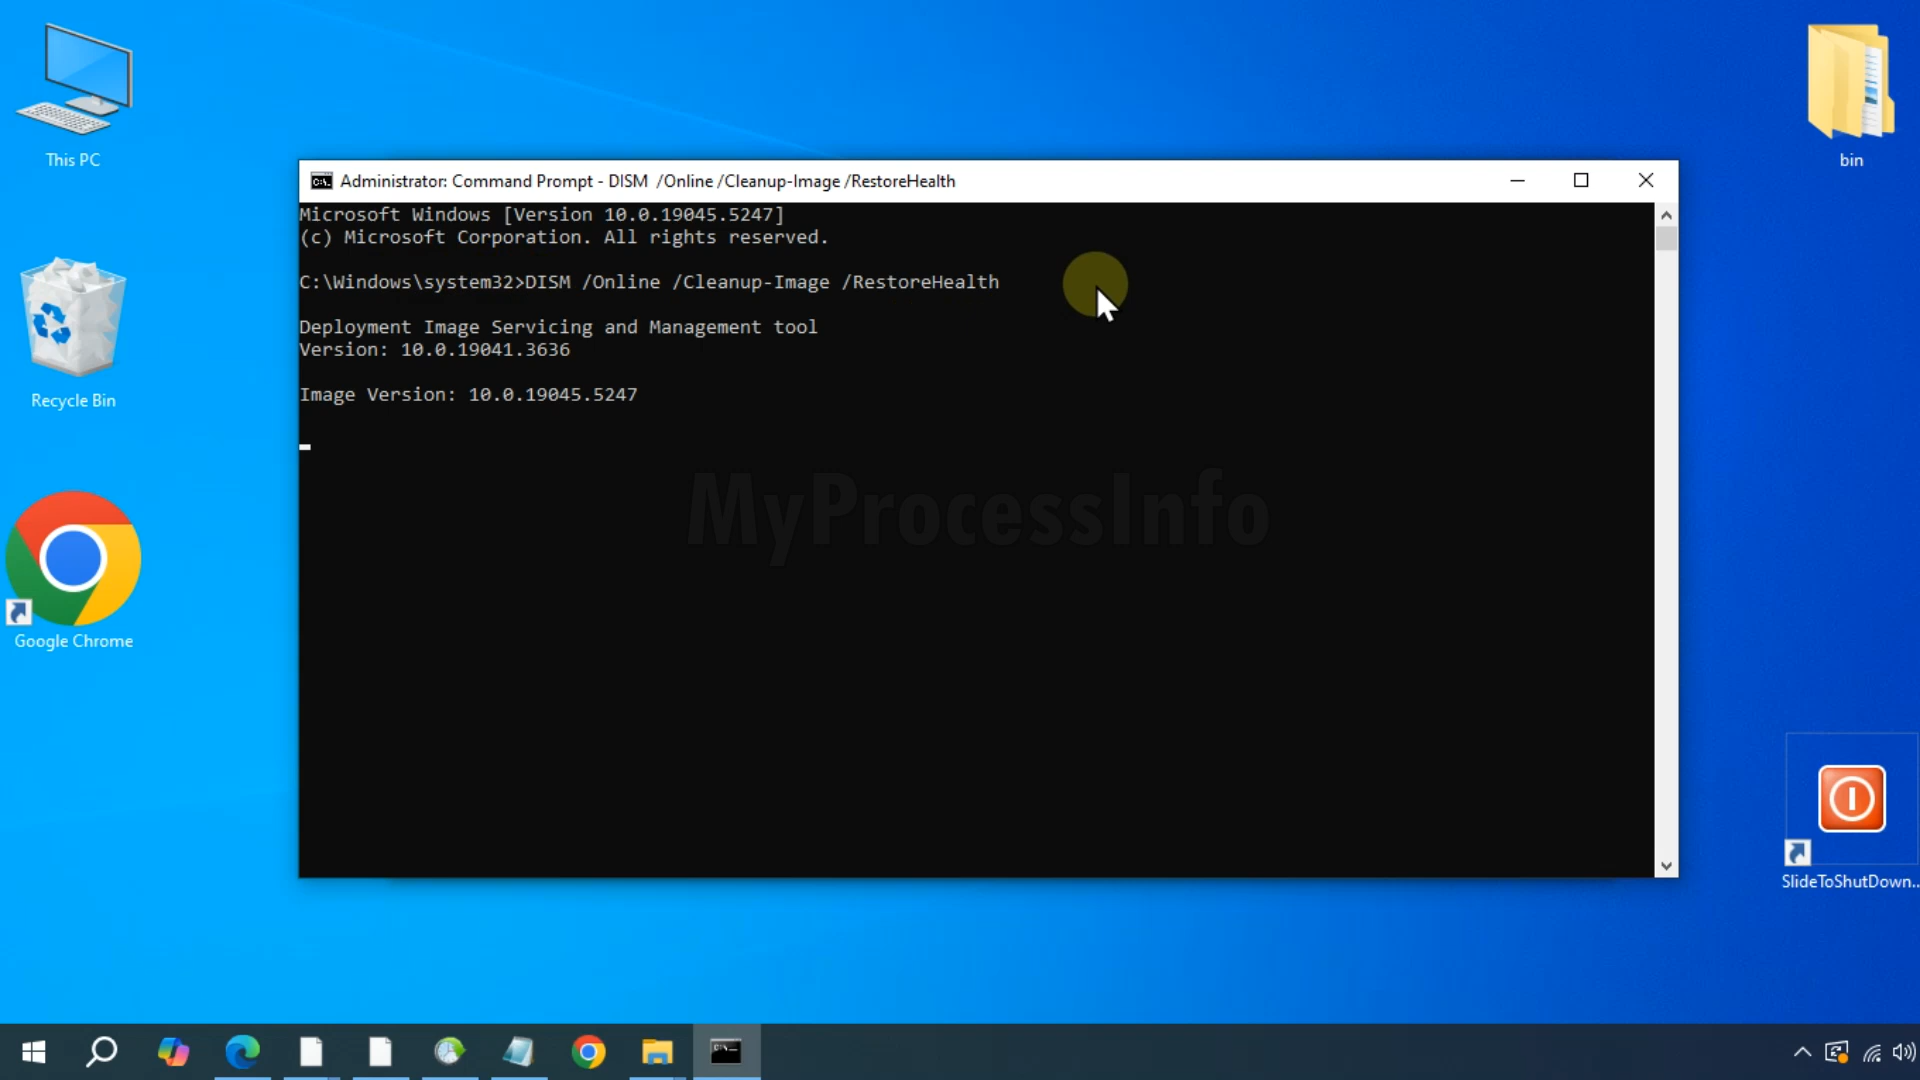 This PC
bin
Administrator: Command Prompt - DISM  /Online /Cleanup-Image /RestoreHealth
Microsoft Windows [Version 10.0.19045.5247]
(c) Microsoft Corporation. All rights reserved.
C:\Windows\system32>DISM /Online /Cleanup-Image /RestoreHealth
Deployment Image Servicing and Management tool
Version: 10.0.19041.3636
Image Version: 10.0.19045.5247
Recycle Bin
MyProcessInfo
Google Chrome
SlideToShutDown...